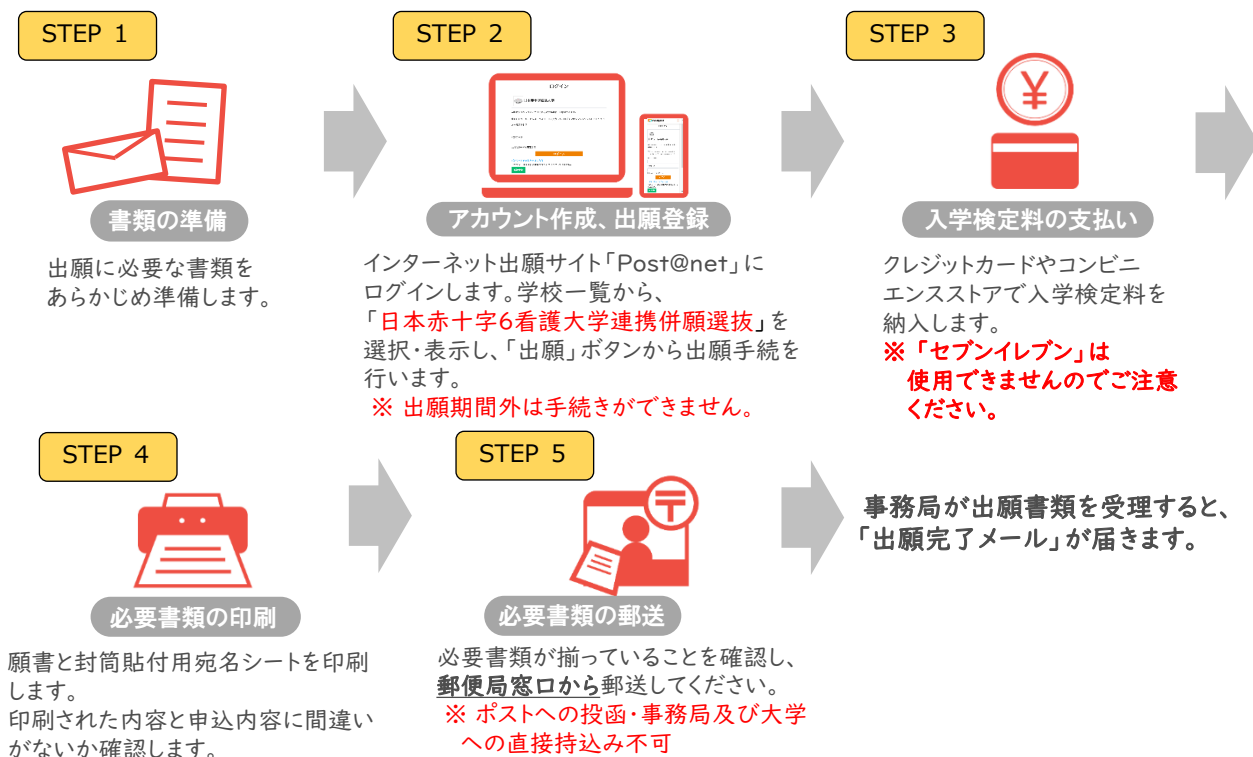 STEP 1
書類の準備
出願に必要な書類を
あらかじめ準備します。
STEP 2
ログイン
アカウント作成、出願登録
インターネット出願サイト「Post@net」に
ログインします。学校一覧から、
「日本赤十字6看護大学連携併願選抜」を
選択・表示し、「出願」ボタンから出願手続を
行います。
※ 出願期間外は手続きができません。
STEP 3
¥
入学検定料の支払い
クレジットカードやコンビニ
エンスストアで入学検定料を
納入します。
※「セブンイレブン」は
使用できませんのでご注意
ください。
STEP 4
必要書類の印刷
願書と封筒貼付用宛名シートを印刷
します。
印刷された内容と申込内容に間違い
がないか確認します。
STEP 5
〒
必要書類の郵送
必要書類が揃っていることを確認し、
郵便局窓口から郵送してください。
※ ポストへの投函・事務局及び大学
への直接持込み不可
事務局が出願書類を受理すると、
「出願完了メール」が届きます。